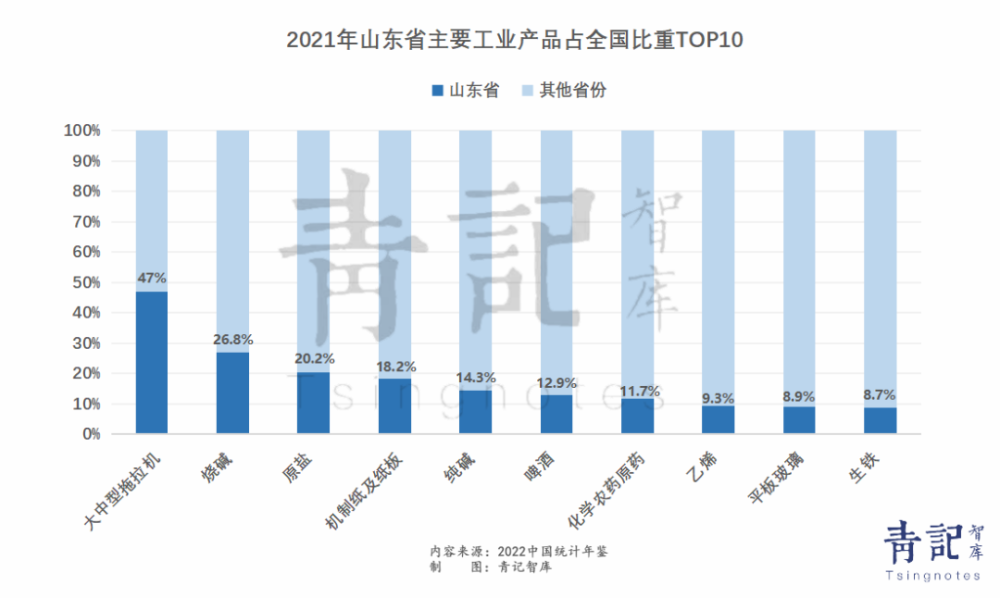 2021年山东省主要工业产品占全国比重TOP10
山东省 其他省份
100%
90%
80%
70%
60%
50%
40%
30%
20%
10%
0%
47%
26.8%
20.2%
18.2%
14.3%
12.9%
11.7%
9.3%
8.9%
8.7%
大中型拖拉机
烧碱
原盐
机制纸及纸板
纯碱
啤酒
化学农药原药
乙烯
平板玻璃
生铁
青記
智库
Tsingnotes
内容来源：2022中国统计年鉴
制 图：青记智库
青記
智库
Tsingnotes